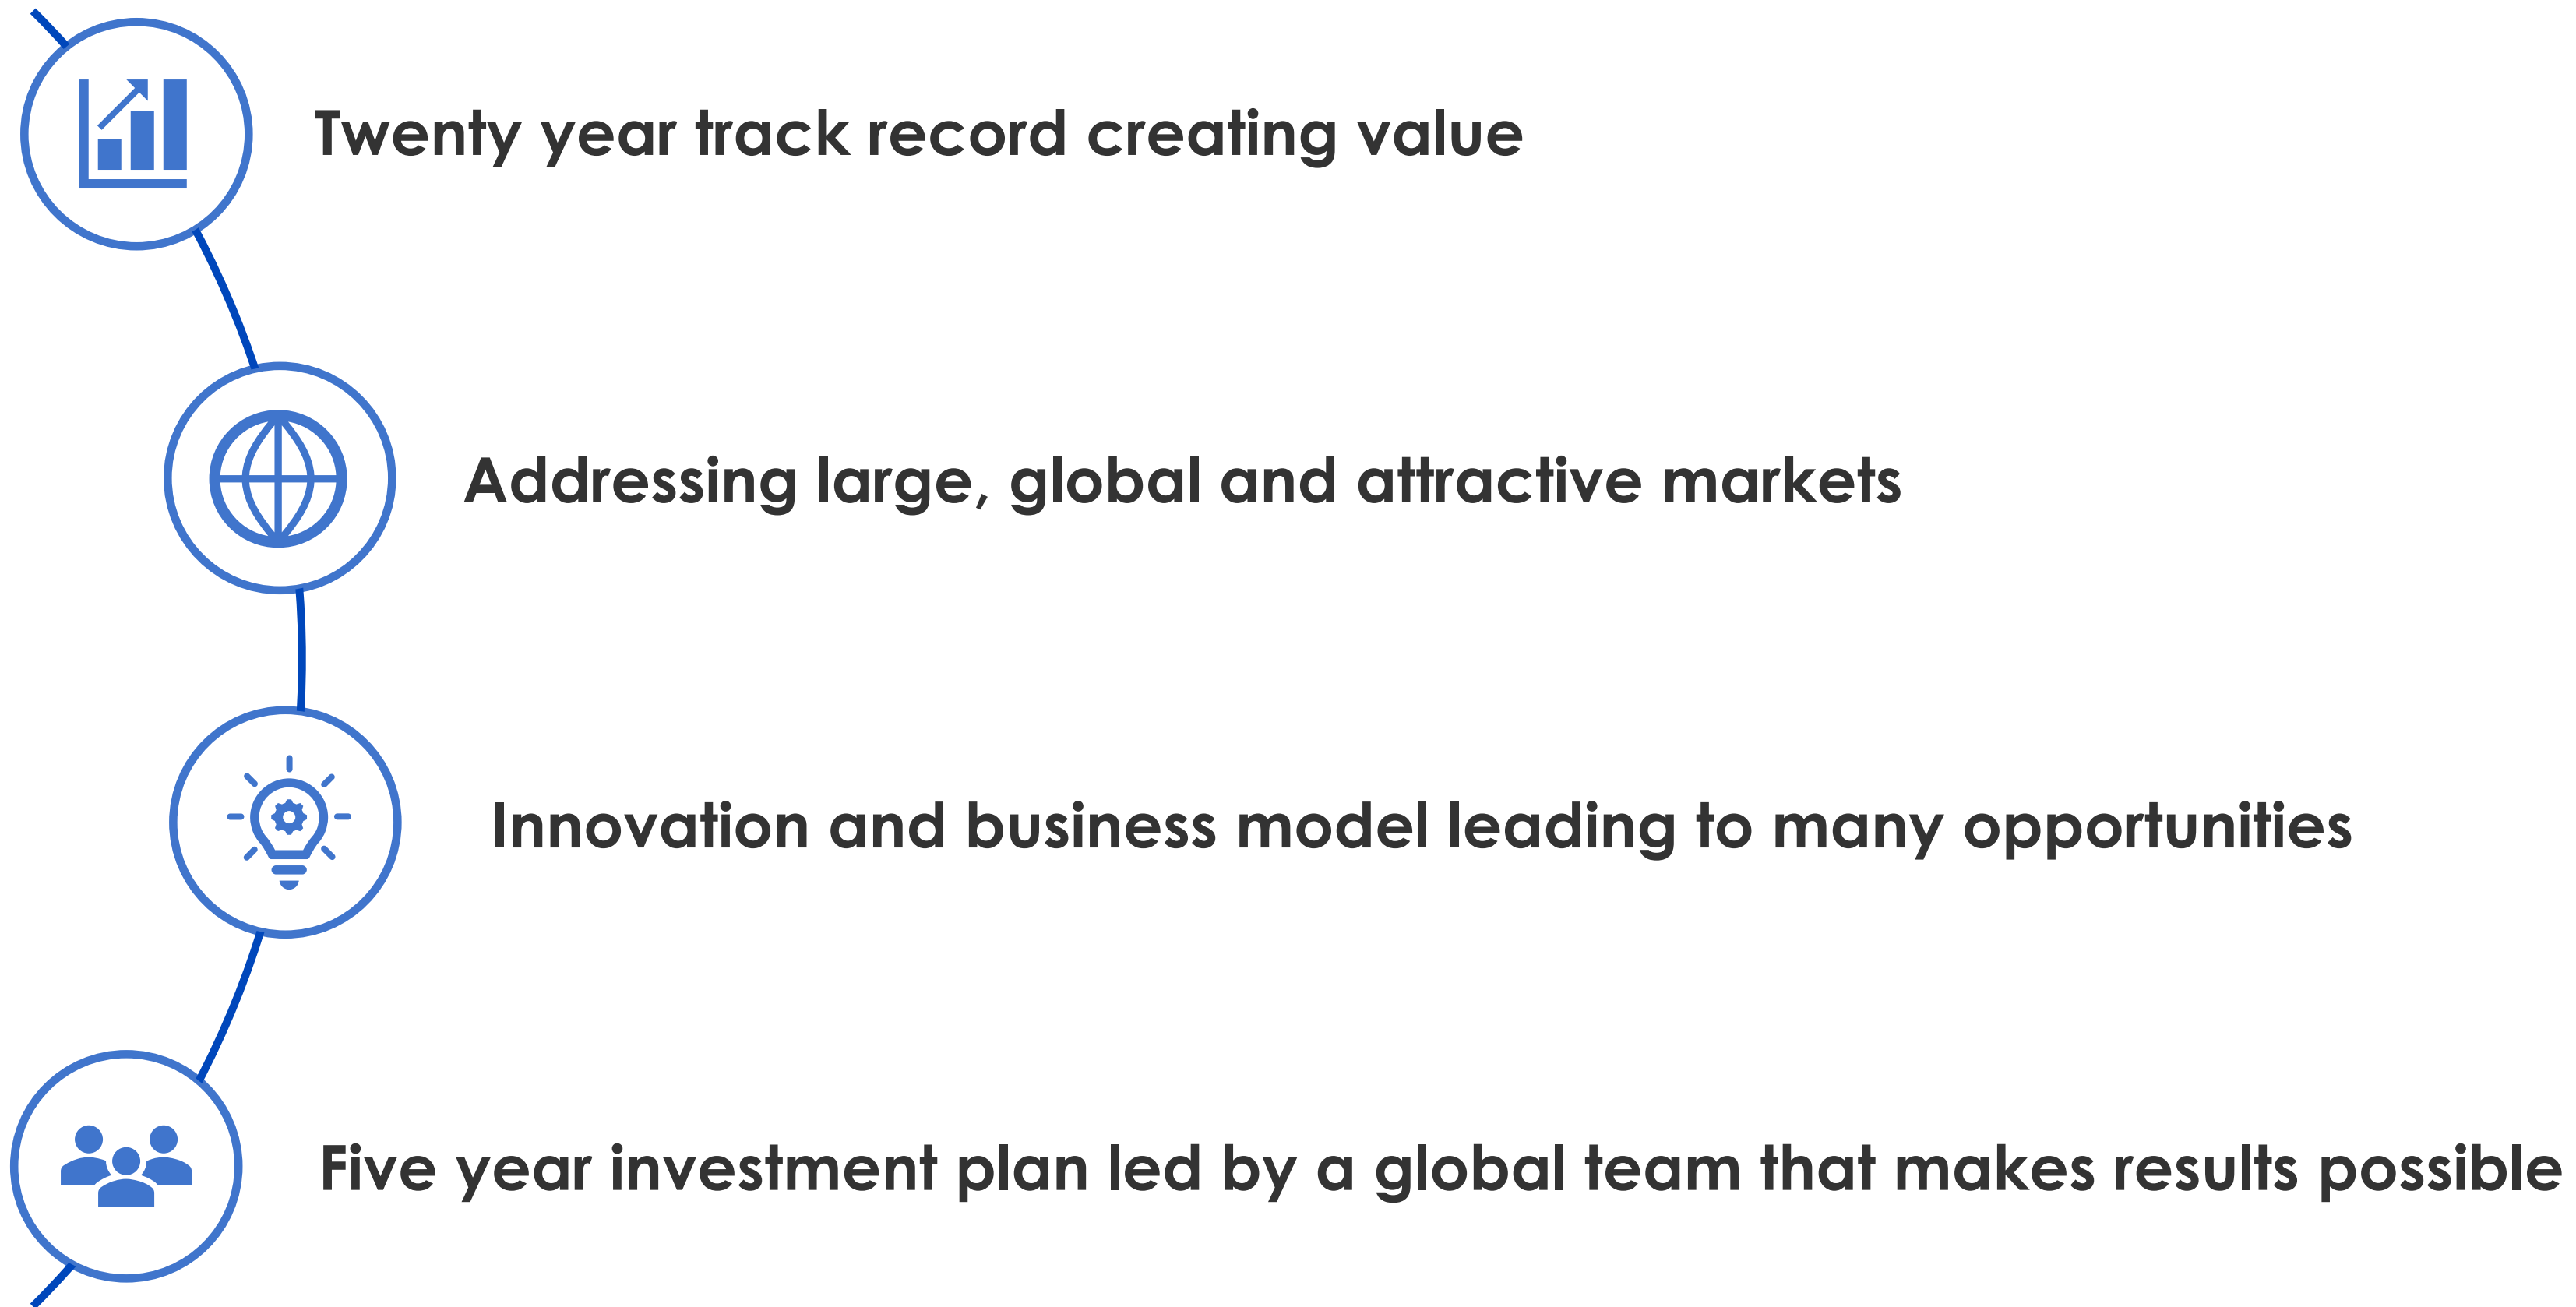 Twenty year track record creating value
Addressing large, global and attractive markets
Innovation and business model leading to many opportunities
Five year investment plan led by a global team that makes results possible